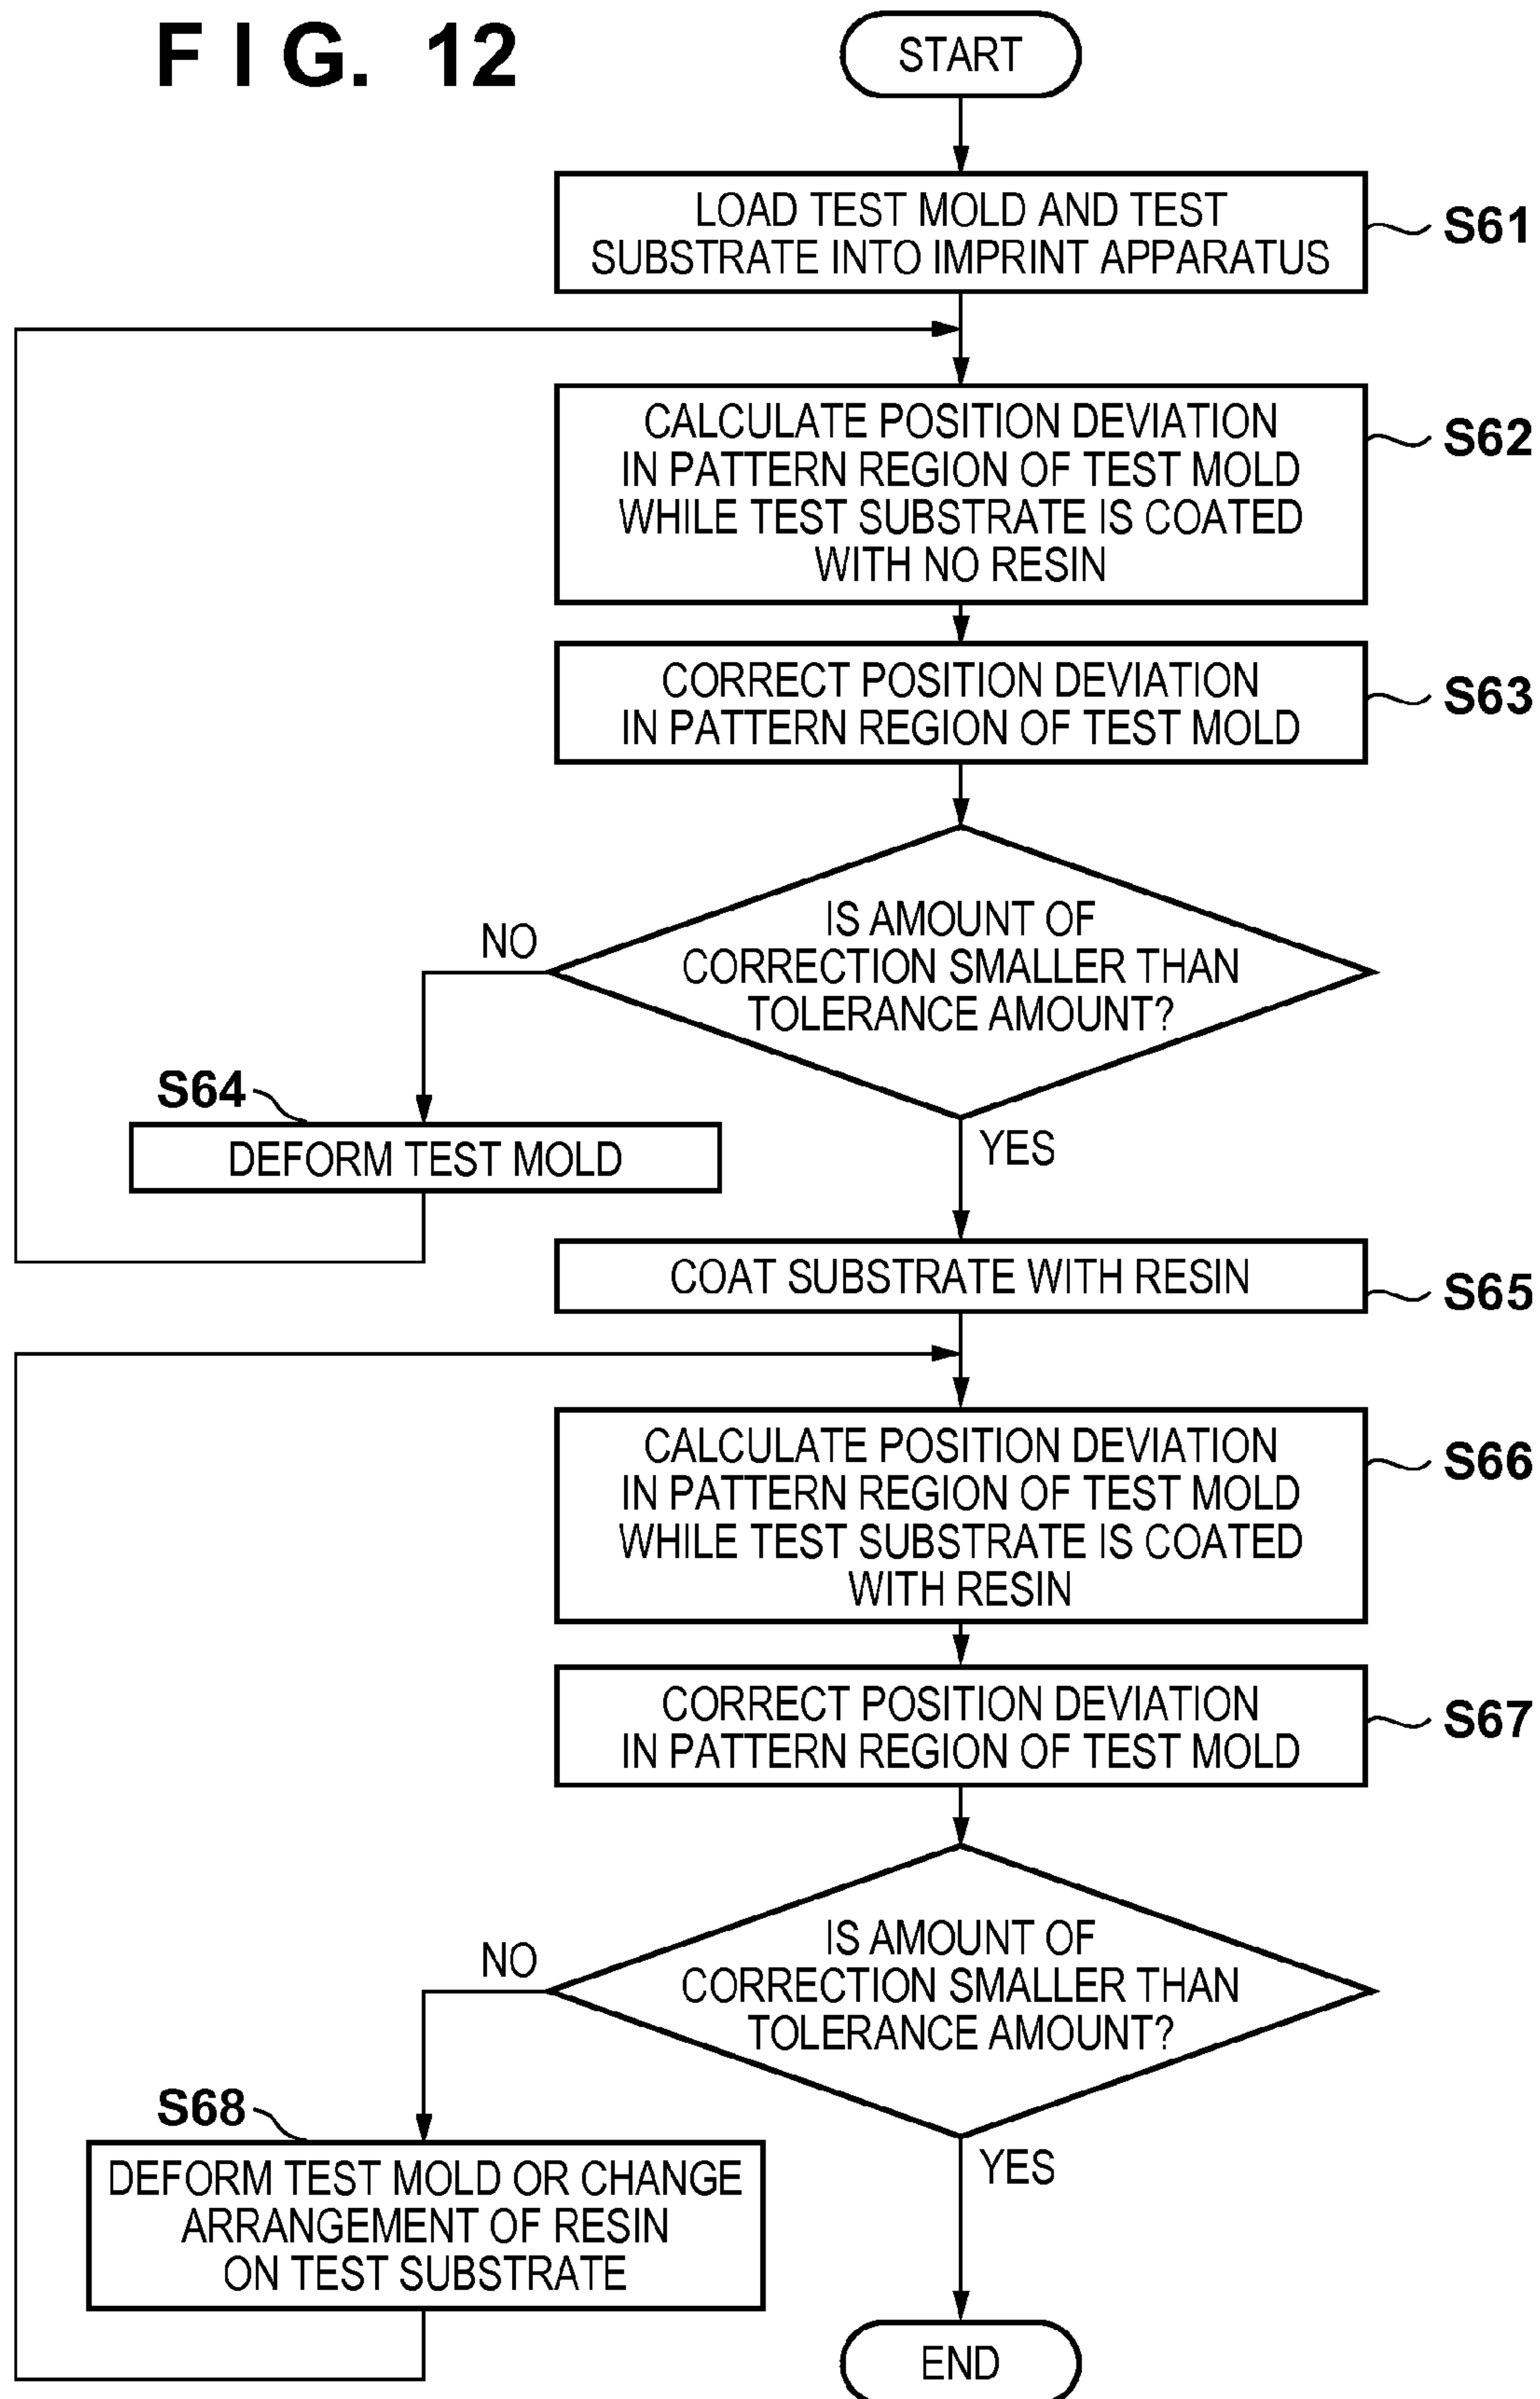 FIG. 12
START
LOAD TEST MOLD AND TEST
SUBSTRATE INTO IMPRINT APPARATUS
S61
CALCULATE POSITION DEVIATION
IN PATTERN REGION OF TEST MOLD
WHILE TEST SUBSTRATE IS COATED
WITH NO RESIN
S62
CORRECT POSITION DEVIATION
IN PATTERN REGION OF TEST MOLD
S63
IS AMOUNT OF
CORRECTION SMALLER THAN
TOLERANCE AMOUNT?
NO
S64
DEFORM TEST MOLD
YES
COAT SUBSTRATE WITH RESIN
S65
CALCULATE POSITION DEVIATION
IN PATTERN REGION OF TEST MOLD
WHILE TEST SUBSTRATE IS COATED
WITH RESIN
S66
CORRECT POSITION DEVIATION
IN PATTERN REGION OF TEST MOLD
S67
IS AMOUNT OF
CORRECTION SMALLER THAN
TOLERANCE AMOUNT?
NO
S68
DEFORM TEST MOLD OR CHANGE
ARRANGEMENT OF RESIN
ON TEST SUBSTRATE
YES
END